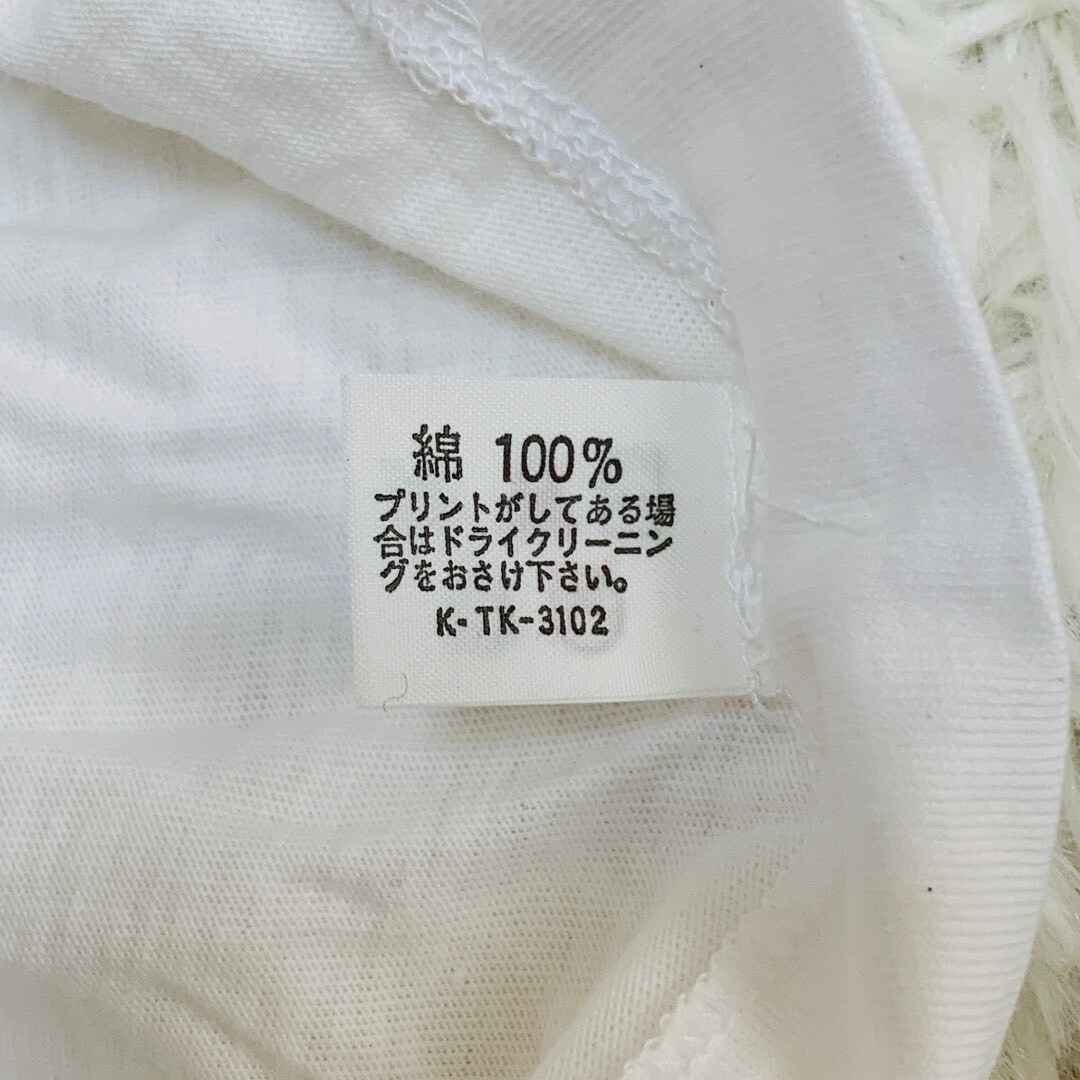 綿 100%
プリントがしてある場
合はドライクリーニン
グをおさけ下さい。
K-TK-3102